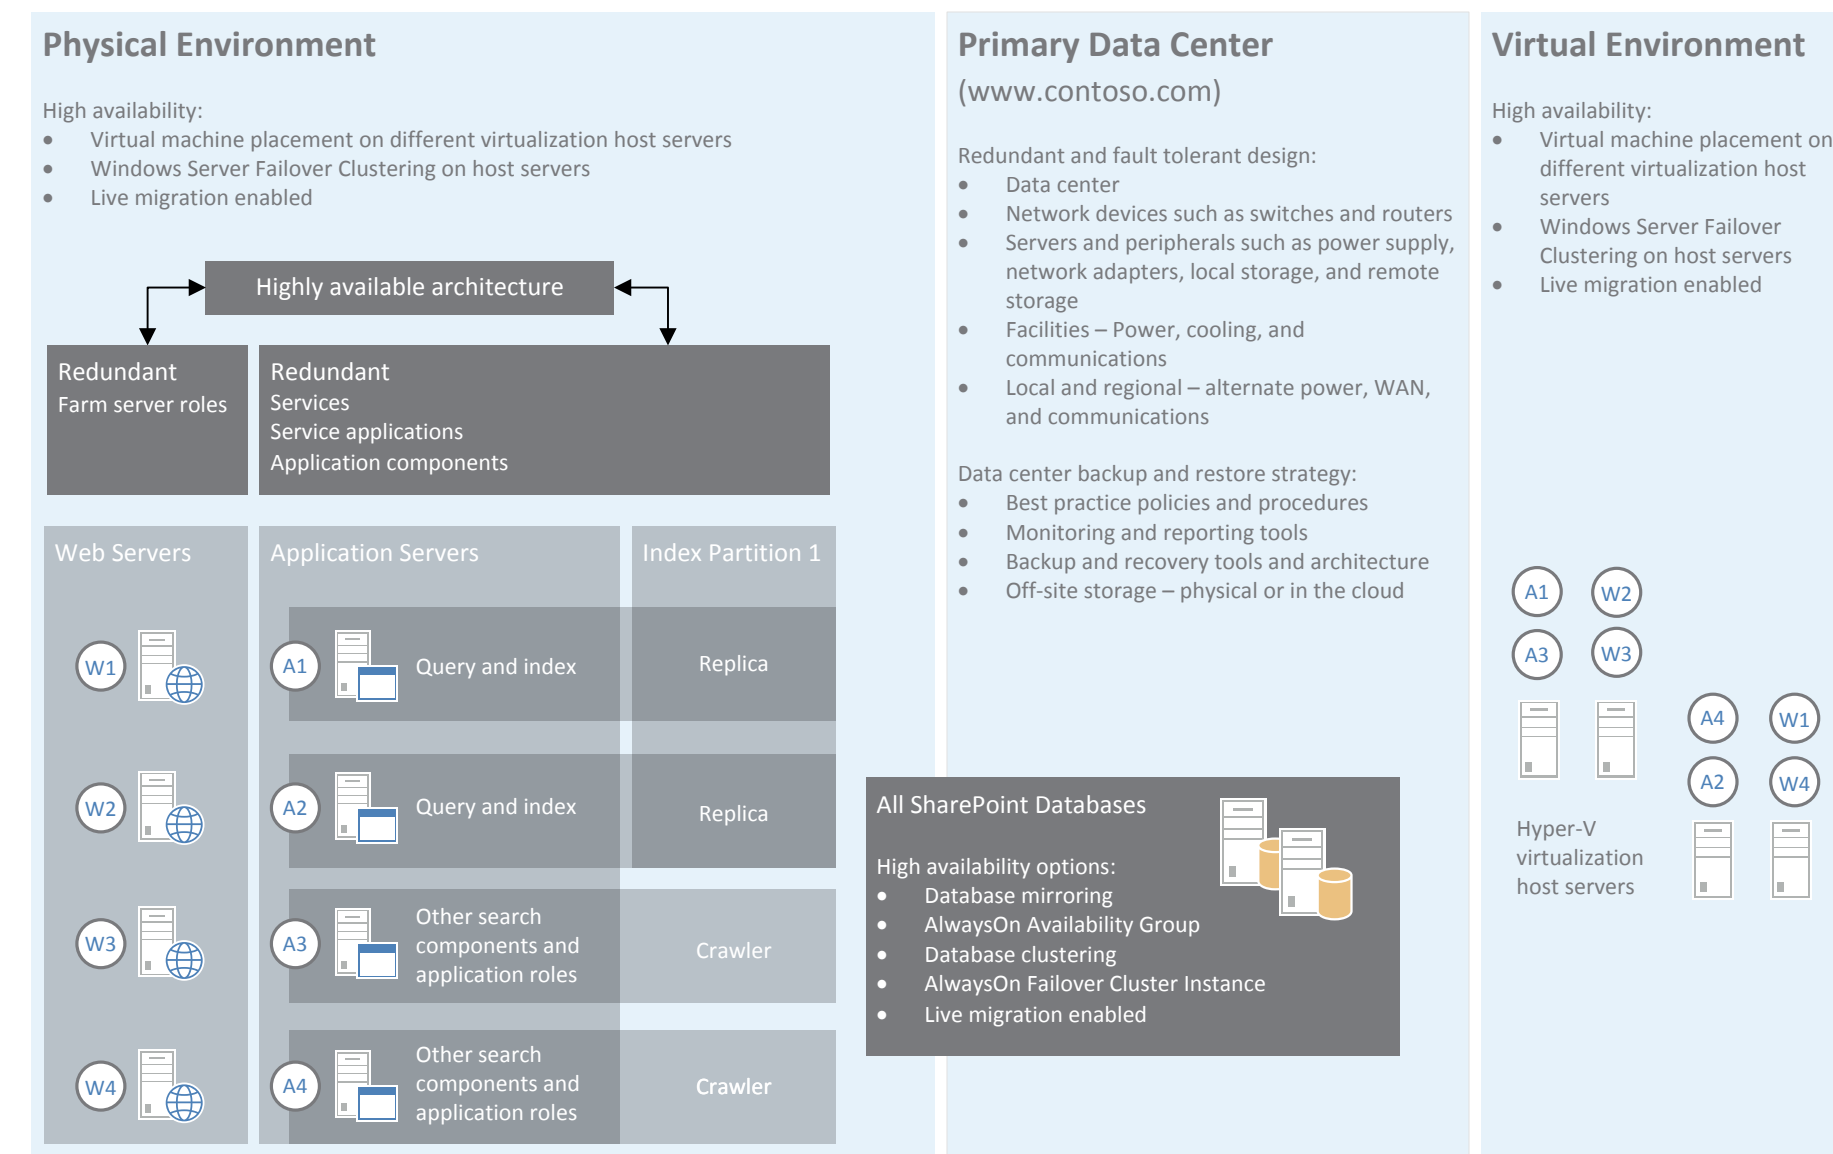 Physical Environment
High availability:
• Virtual machine placement on different virtualization host servers
• Windows Server Failover Clustering on host servers
• Live migration enabled
Highly available architecture
Redundant
Farm server roles
Redundant
Services
Service applications
Application components
Web Servers
Application Servers
Index Partition 1
W1
A1
Query and index
Replica
W2
A2
Query and index
Replica
W3
A3
Other search
components and
application roles
Crawler
W4
A4
Other search
components and
application roles
Crawler
Primary Data Center
(www.contoso.com)
Redundant and fault tolerant design:
• Data center
• Network devices such as switches and routers
• Servers and peripherals such as power supply,
network adapters, local storage, and remote
storage
• Facilities – Power, cooling, and
communications
• Local and regional – alternate power, WAN,
and communications
Data center backup and restore strategy:
• Best practice policies and procedures
• Monitoring and reporting tools
• Backup and recovery tools and architecture
• Off-site storage – physical or in the cloud
All SharePoint Databases
High availability options:
• Database mirroring
• AlwaysOn Availability Group
• Database clustering
• AlwaysOn Failover Cluster Instance
• Live migration enabled
Virtual Environment
High availability:
• Virtual machine placement on
different virtualization host
servers
• Windows Server Failover
Clustering on host servers
• Live migration enabled
A1
W2
A3
W3
A4
W1
A2
W4
Hyper-V
virtualization
host servers